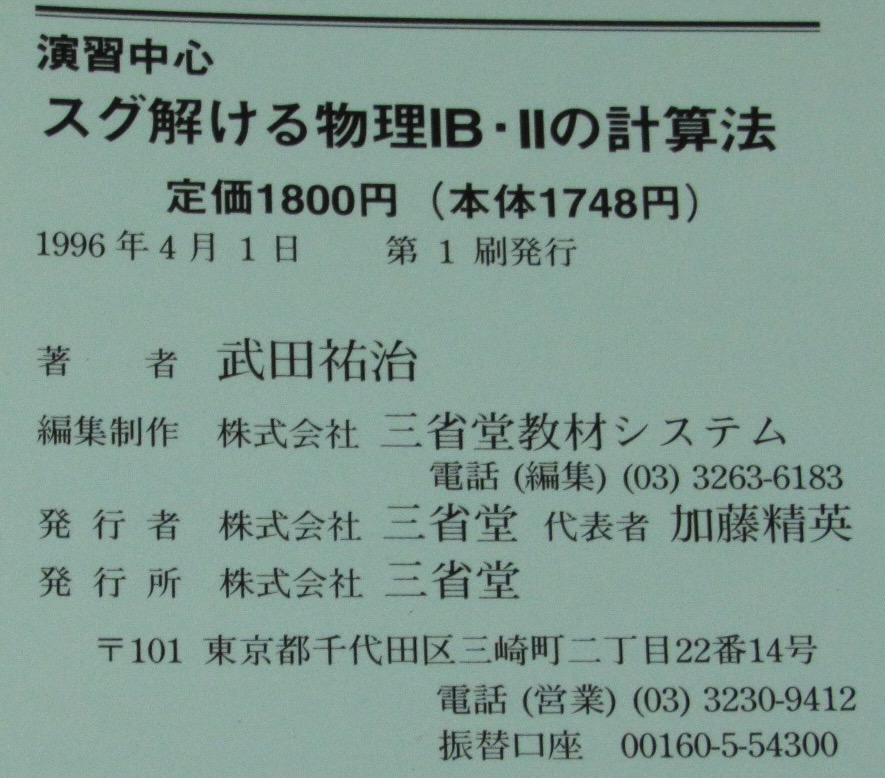 演習中心
スグ解ける物理IB・IIの計算法
定価1800円（本体1748円）
1996年4月1日　第1刷発行
著　者　武田祐治
編集制作　株式会社 三省堂教材システム
電話 (編集) (03) 3263-6183
発行者　株式会社 三省堂 代表者 加藤精英
発行所　株式会社 三省堂
〒101 東京都千代田区三崎町二丁目22番14号
電話 (営業) (03) 3230-9412
振替口座　00160-5-54300